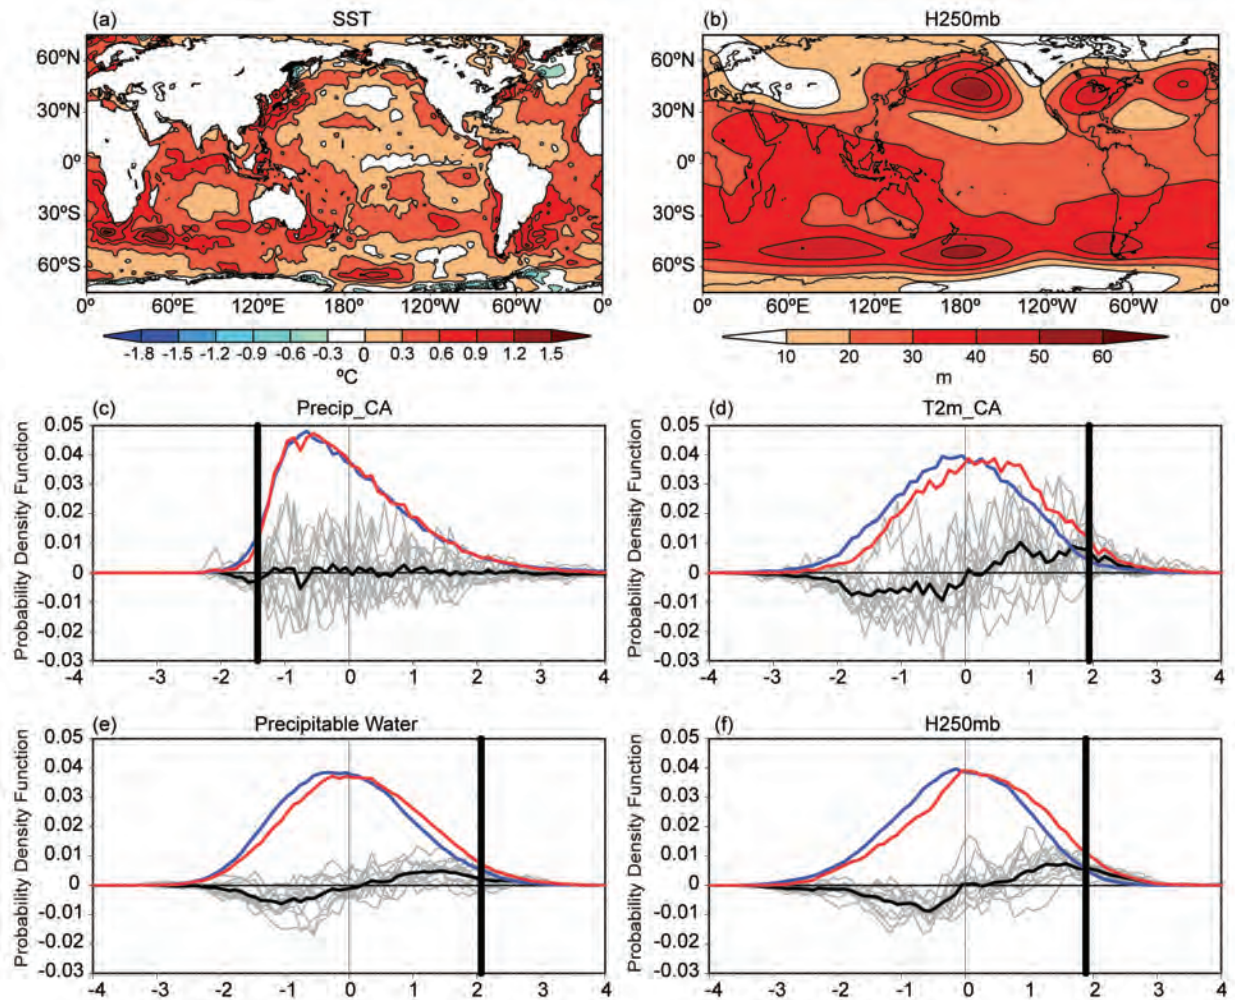 (a) SST
(b) H250mb
60ºN
30ºN
0º
30ºS
60ºS
0º 60ºE 120ºE 180º 120ºW 60ºW 0º
60ºN
30ºN
0º
30ºS
60ºS
0º 60ºE 120ºE 180º 120ºW 60ºW 0º
-1.8 -1.5 -1.2 -0.9 -0.6 -0.3 0 0.3 0.6 0.9 1.2 1.5
ºC
10 20 30 40 50 60
m
(c) Precip_CA
Probability Density Function
0.05
0.04
0.03
0.02
0.01
0
-0.01
-0.02
-0.03
-4 -3 -2 -1 0 1 2 3 4
(d) T2m_CA
Probability Density Function
0.05
0.04
0.03
0.02
0.01
0
-0.01
-0.02
-0.03
-4 -3 -2 -1 0 1 2 3 4
(e) Precipitable Water
Probability Density Function
0.05
0.04
0.03
0.02
0.01
0
-0.01
-0.02
-0.03
-4 -3 -2 -1 0 1 2 3 4
(f) H250mb
Probability Density Function
0.05
0.04
0.03
0.02
0.01
0
-0.01
-0.02
-0.03
-4 -3 -2 -1 0 1 2 3 4